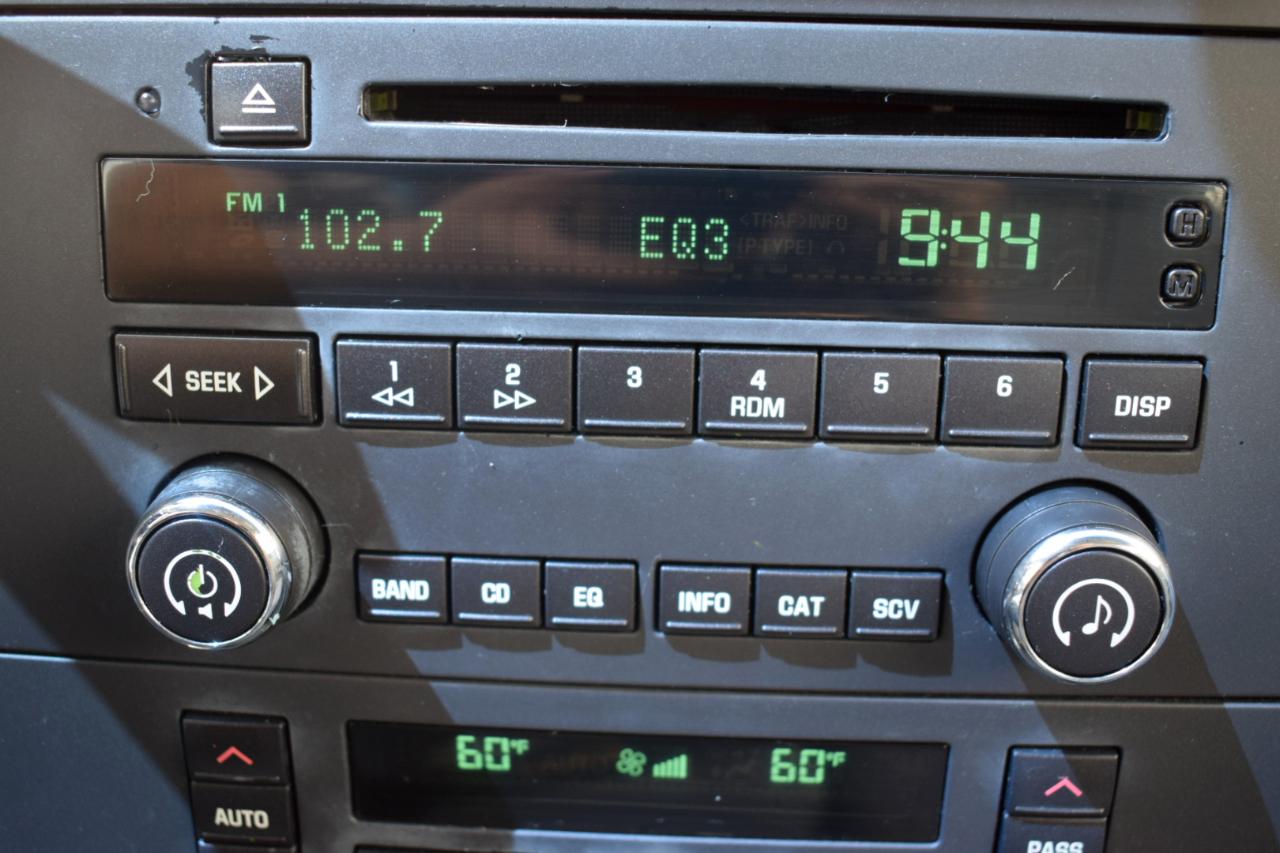 FM 1
102.7 EQ3 <TRAF>INFO 9:44 H
[P-TYPE] M
SEEK 1 2 3 4 5 6 DISP
RDM
BAND CD EQ INFO CAT SCV
60°F 60°F
AUTO
PASS